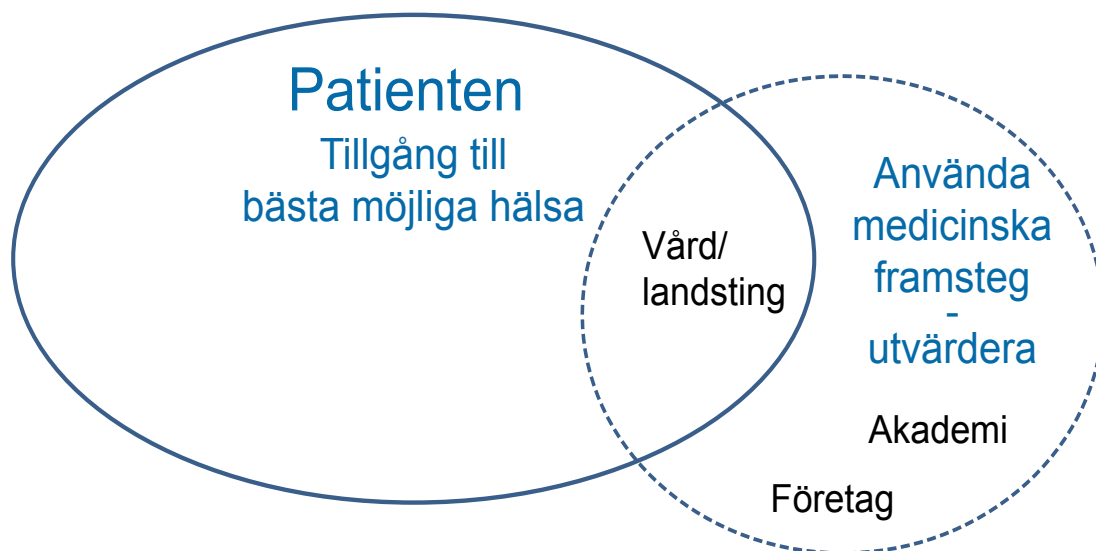 Patienten
Tillgång till
bästa möjliga hälsa
Vård/
landsting
Använda
medicinska
framsteg
-
utvärdera
Akademi
Företag